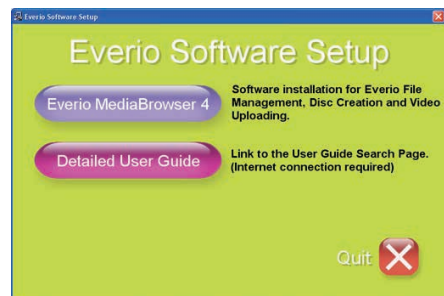 Everio Software Setup
Everio Software Setup
Everio MediaBrowser 4
Software installation for Everio File
Management, Disc Creation and Video
Uploading.
Detailed User Guide
Link to the User Guide Search Page.
(Internet connection required)
Quit